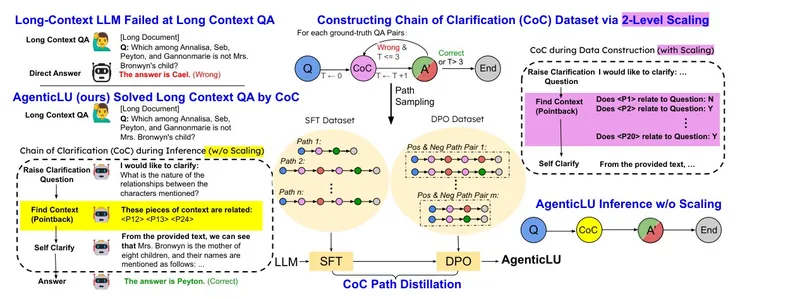 Long-Context LLM Failed at Long Context QA
Long Context QA
[Long Document]
Q: Which among Annalisa, Seb,
Peyton, and Gannonmarie is not Mrs.
Bronwyn's child?
Direct Answer
The answer is Cael. (Wrong)
AgenticLU (ours) Solved Long Context QA by CoC
Long Context QA
[Long Document]
Q: Which among Annalisa, Seb,
Peyton, and Gannonmarie is not
Mrs. Bronwyn's child?
Chain of Clarification (CoC) during Inference (w/o Scaling)
Raise Clarification
Question
I would like to clarify:
What is the nature of the
relationships between the
characters mentioned?
Find Context
(Pointback)
These pieces of context are related:
<P12> <P13> <P24>
Self Clarify
From the provided text, we can see
that Mrs. Bronwyn is the mother of
eight children, and their names are
mentioned as follows: ...
Answer
The answer is Peyton. (Correct)
Constructing Chain of Clarification (CoC) Dataset via 2-Level Scaling
For each ground-truth QA Pairs:
Wrong &
T <= 3
Correct
or T> 3
Q
CoC
A'
End
T ← 0
T ← T +1
Path
Sampling
SFT Dataset
DPO Dataset
Path 1:
Path 2:
Path n:
Pos & Neg Path Pair 1:
Pos & Neg Path Pair m:
LLM
SFT
DPO
AgenticLU
CoC Path Distillation
CoC during Data Construction (with Scaling)
Raise Clarification
Question
I would like to clarify: ...
Find Context
(Pointback)
Does <P1> relate to Question: N
Does <P2> relate to Question: Y
Does <P20> relate to Question: Y
Self Clarify
From the provided text, ...
AgenticLU Inference w/o Scaling
Q
CoC
A'
End